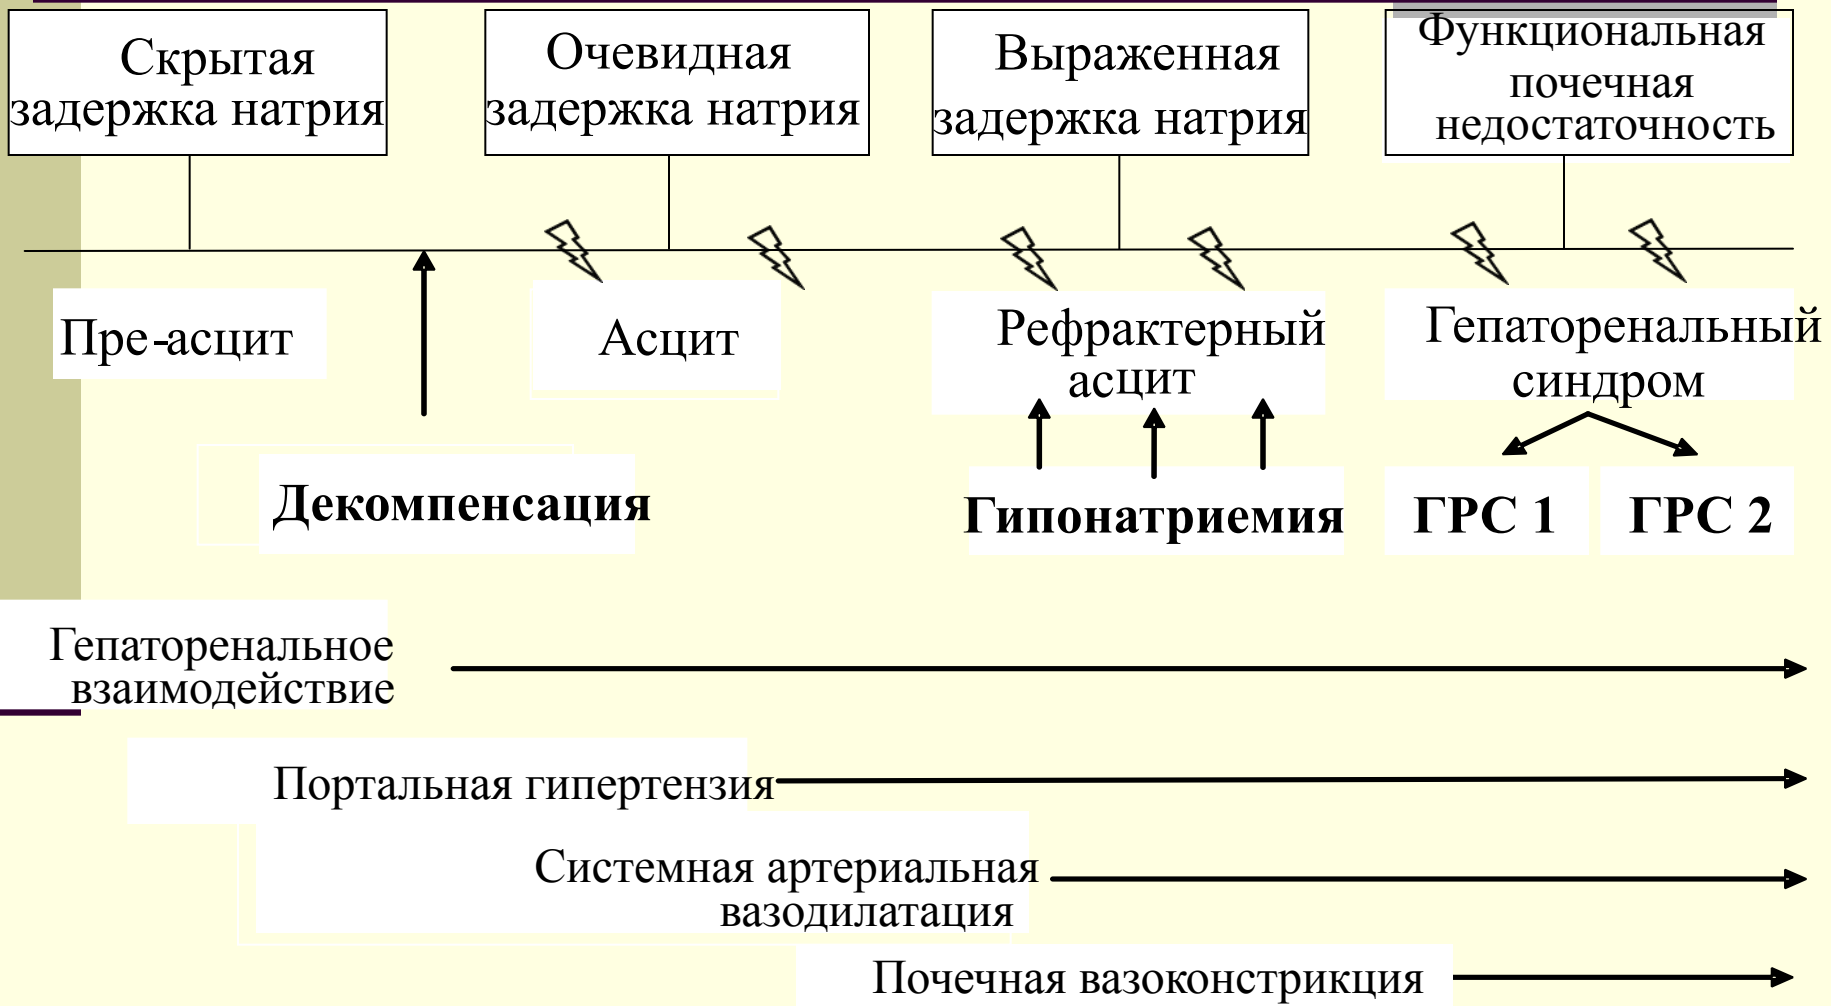 Скрытая
задержка натрия
Очевидная
задержка натрия
Выраженная
задержка натрия
Функциональная
почечная
недостаточность
Пре-асцит
Асцит
Рефрактерный
асцит
Гепаторенальный
синдром
Декомпенсация
Гипонатриемия
ГРС 1
ГРС 2
Гепаторенальное
взаимодействие
Портальная гипертензия
Системная артериальная
вазодилатация
Почечная вазоконстрикция